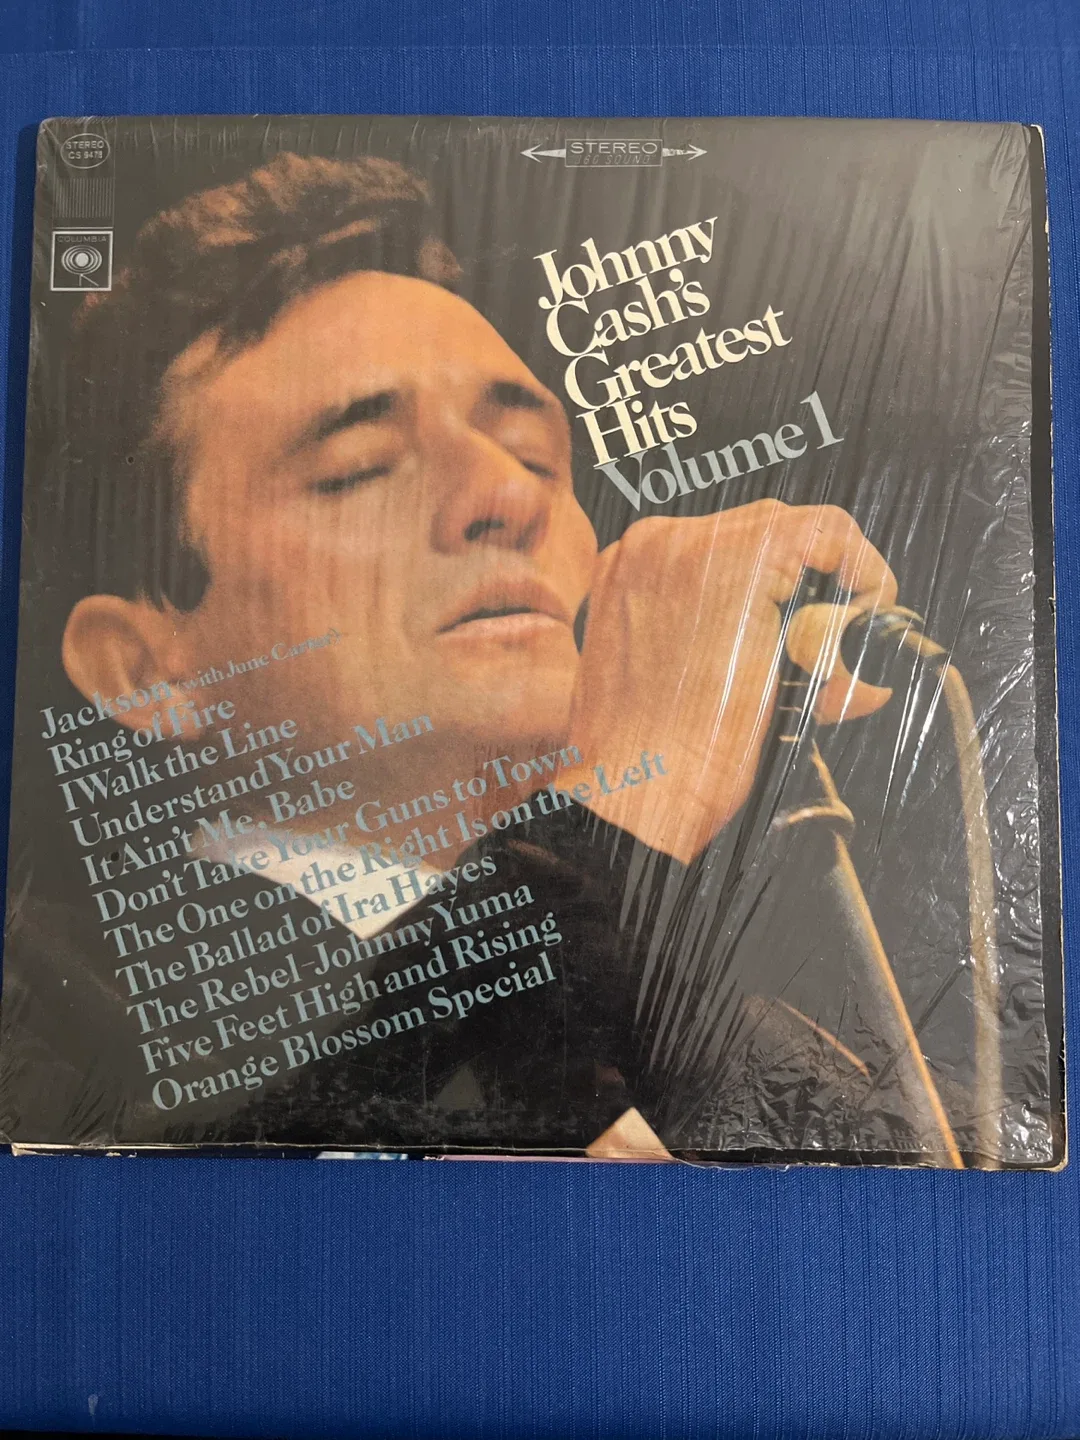 STEREO
CS 9478
COLUMBIA
STEREO
360 SOUND
Johnny
Cash's
Greatest
Hits
Volume 1
Jackson (with June Carter)
Ring of Fire
I Walk the Line
Understand Your Man
It Ain't Me, Babe
Don't Take Your Guns to Town
The One on the Right Is on the Left
The Ballad of Ira Hayes
The Rebel-Johnny Yuma
Five Feet High and Rising
Orange Blossom Special